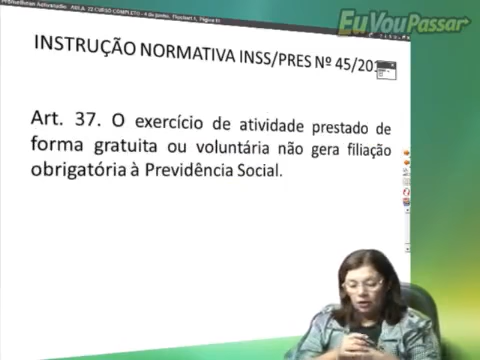 EuVouPassar
INSTRUÇÃO NORMATIVA INSS/PRES Nº 45/20
Art. 37. O exercício de atividade prestado de
forma gratuita ou voluntária não gera filiação
obrigatória à Previdência Social.